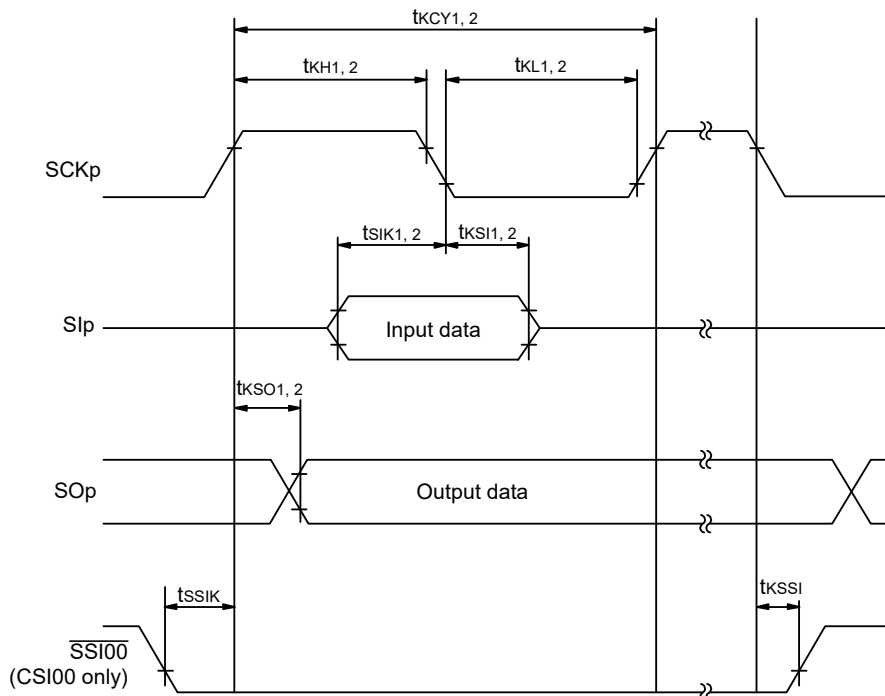 tKCY1, 2
tKH1, 2
tKL1, 2
SCKp
tSIK1, 2
tKSI1, 2
SIp
Input data
tKSO1, 2
SOp
Output data
tSSIK
tKSSI
SSI00
(CSI00 only)